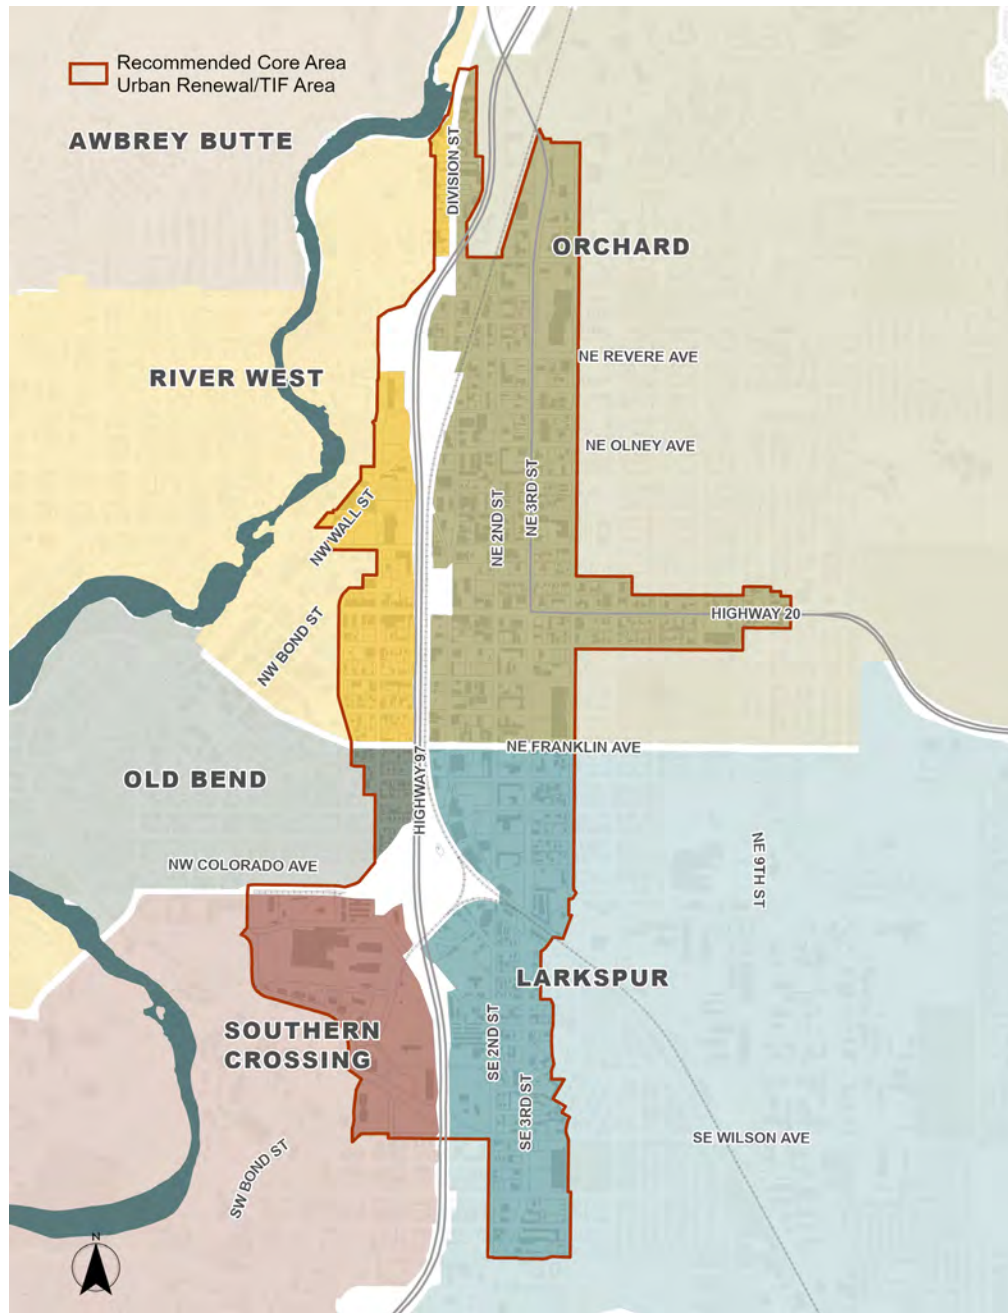 Recommended Core Area
Urban Renewal/TIF Area
AWBREY BUTTE
DIVISION ST
ORCHARD
NE REVERE AVE
RIVER WEST
NE OLNEY AVE
NE 3RD ST
NE 2ND ST
NW WALL ST
HIGHWAY 20
NW BOND ST
NE FRANKLIN AVE
OLD BEND
HIGHWAY 97
NW COLORADO AVE
NE 9TH ST
LARKSPUR
SOUTHERN
CROSSING
SE 2ND ST
SE 3RD ST
SE WILSON AVE
SW BOND ST
N